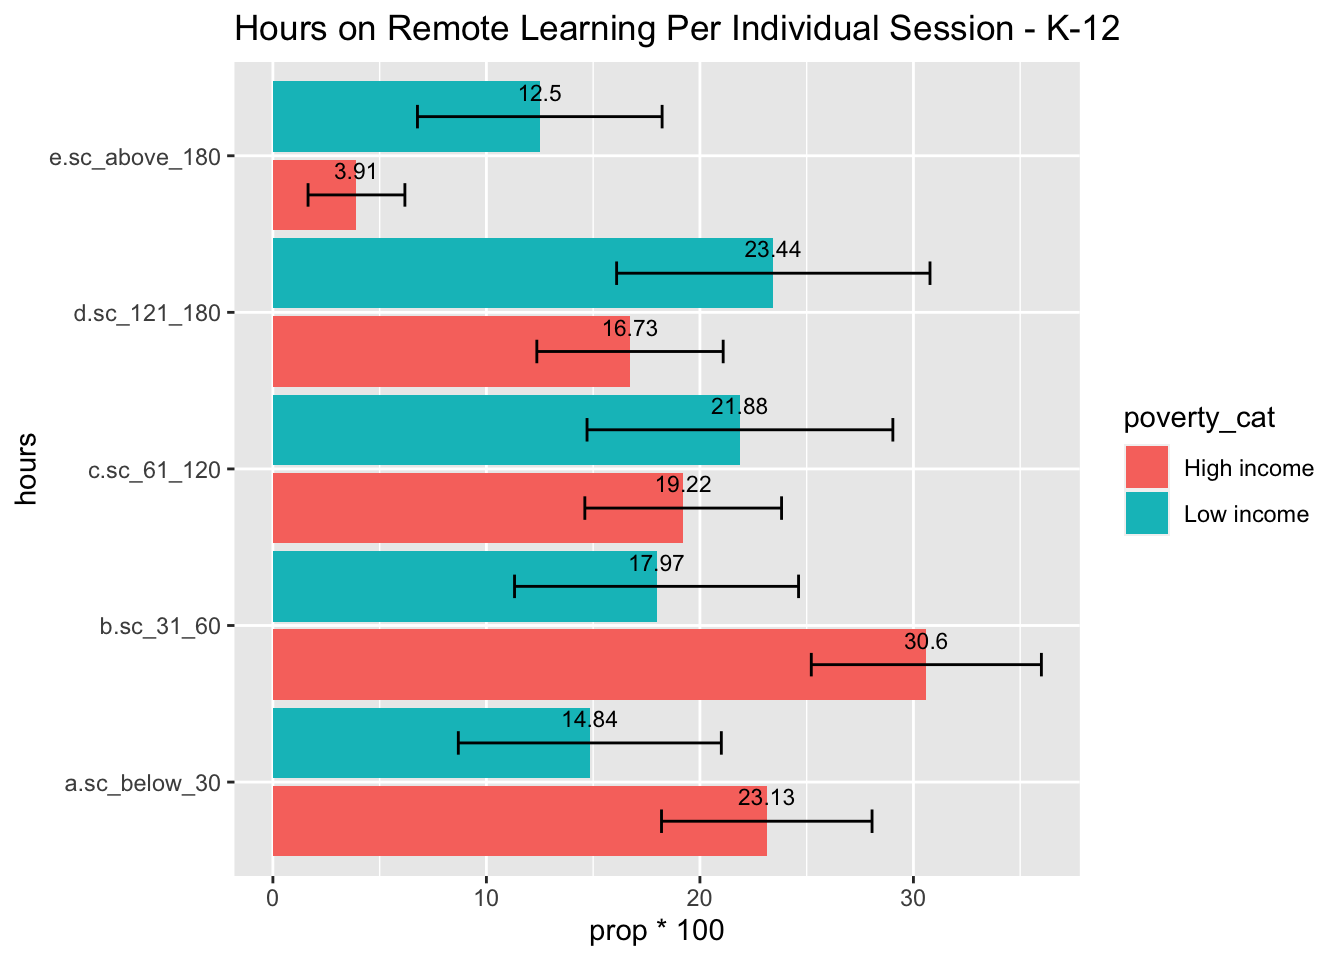 Hours on Remote Learning Per Individual Session - K-12
hours
e.sc_above_180
d.sc_121_180
c.sc_61_120
b.sc_31_60
a.sc_below_30
12.5
3.91
23.44
16.73
21.88
19.22
17.97
30.6
14.84
23.13
0 10 20 30
prop * 100
poverty_cat
High income
Low income